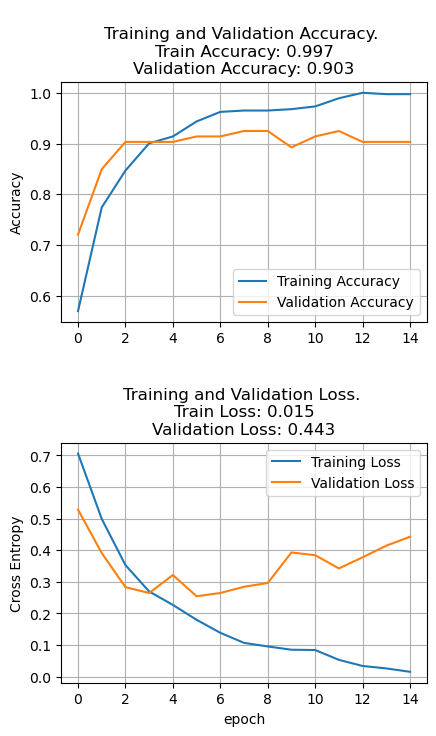 Training and Validation Accuracy.
Train Accuracy: 0.997
Validation Accuracy: 0.903
1.0
0.9
0.8
0.7
0.6
Accuracy
Training Accuracy
Validation Accuracy
0 2 4 6 8 10 12 14
Training and Validation Loss.
Train Loss: 0.015
Validation Loss: 0.443
0.7
0.6
0.5
0.4
0.3
0.2
0.1
0.0
Cross Entropy
Training Loss
Validation Loss
0 2 4 6 8 10 12 14
epoch